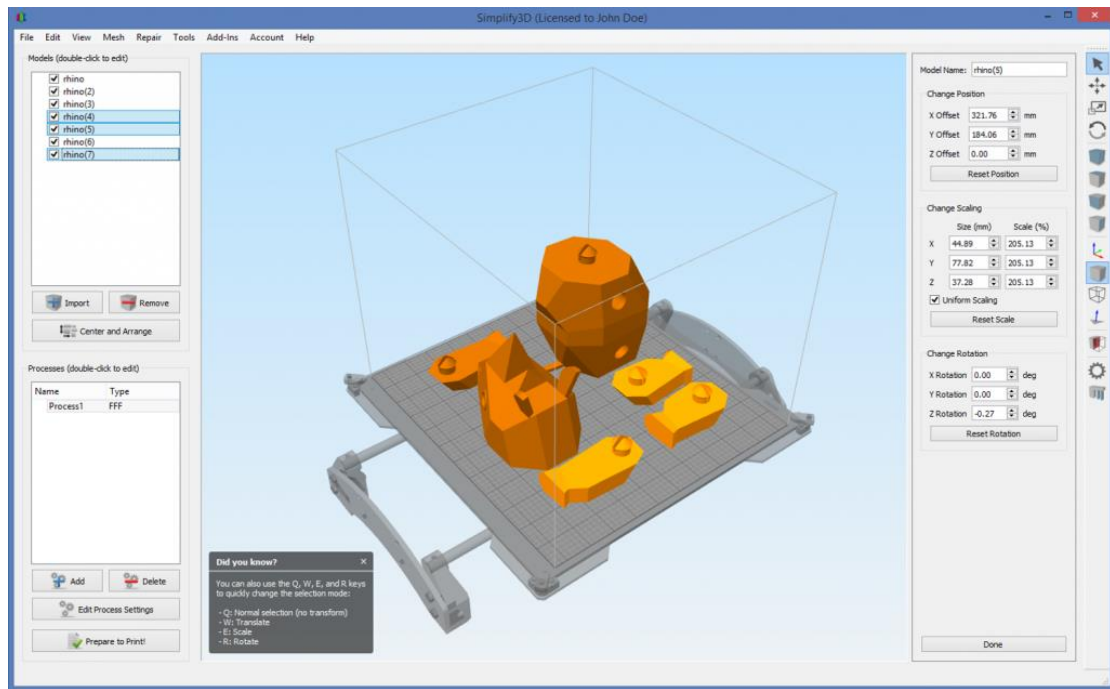 Simplify3D (Licensed to John Doe)
File Edit View Mesh Repair Tools Add-Ins Account Help
Models (double-click to edit)
rhino
rhino(2)
rhino(3)
rhino(4)
rhino(5)
rhino(6)
rhino(7)
Import Remove
Center and Arrange
Processes (double-click to edit)
Name Type
Process1 FFF
Add Delete
Edit Process Settings
Prepare to Print!
Did you know?
You can also use the Q, W, E, and R keys
to quickly change the selection mode:
- Q: Normal selection (no transform)
- W: Translate
- E: Scale
- R: Rotate
Model Name: rhino(5)
Change Position
X Offset 321.76 mm
Y Offset 184.06 mm
Z Offset 0.00 mm
Reset Position
Change Scaling
Size (mm) Scale (%)
X 44.89 205.13
Y 77.82 205.13
Z 37.28 205.13
Uniform Scaling
Reset Scale
Change Rotation
X Rotation 0.00 deg
Y Rotation 0.00 deg
Z Rotation -0.27 deg
Reset Rotation
Done